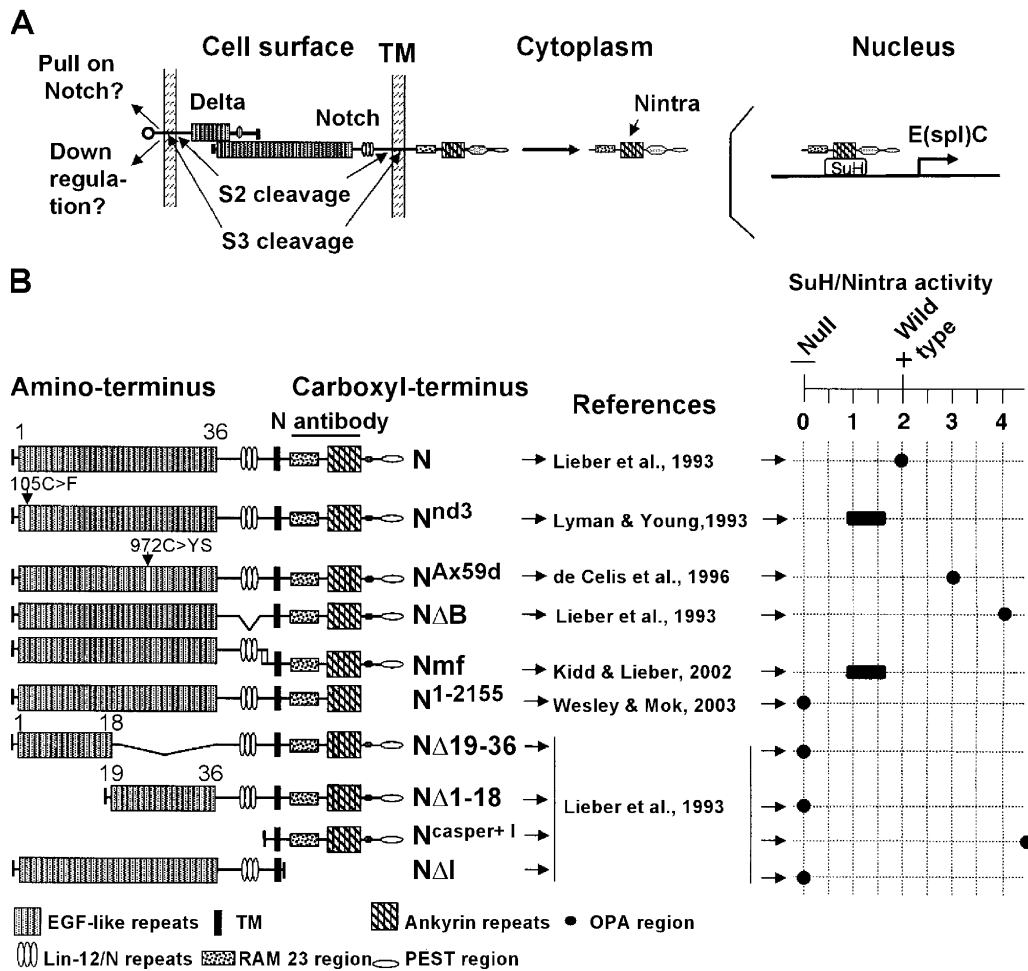 A
Cell surface
TM
Cytoplasm
Nucleus
Pull on
Notch?
Delta
Notch
Nintra
E(spl)C
Down
regula-
tion?
S2 cleavage
S3 cleavage
SuH
B
SuH/Nintra activity
Null
+ Wild
type
Amino-terminus
Carboxyl-terminus
References
N antibody
0 1 2 3 4
1 36
N
Lieber et al., 1993
105C>F
Nnd3
Lyman & Young,1993
972C>YS
NAx59d
de Celis et al., 1996
NΔB
Lieber et al., 1993
Nmf
Kidd & Lieber, 2002
N1-2155
Wesley & Mok, 2003
1 18
NΔ19-36
19 36
NΔ1-18
Lieber et al., 1993
Ncasper+ I
NΔI
EGF-like repeats
TM
Ankyrin repeats
OPA region
Lin-12/N repeats
RAM 23 region
PEST region